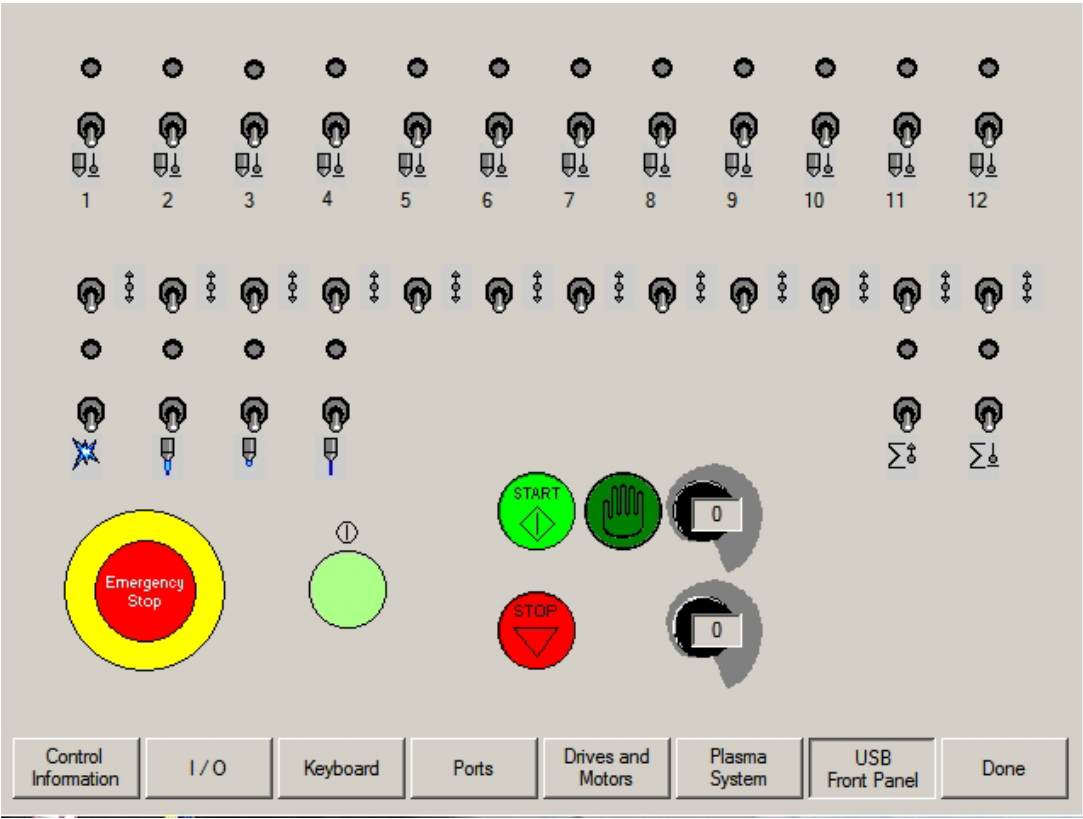 1 2 3 4 5 6 7 8 9 10 11 12
START
0
Emergency
Stop
STOP
0
Control
Information
I / O
Keyboard
Ports
Drives and
Motors
Plasma
System
USB
Front Panel
Done